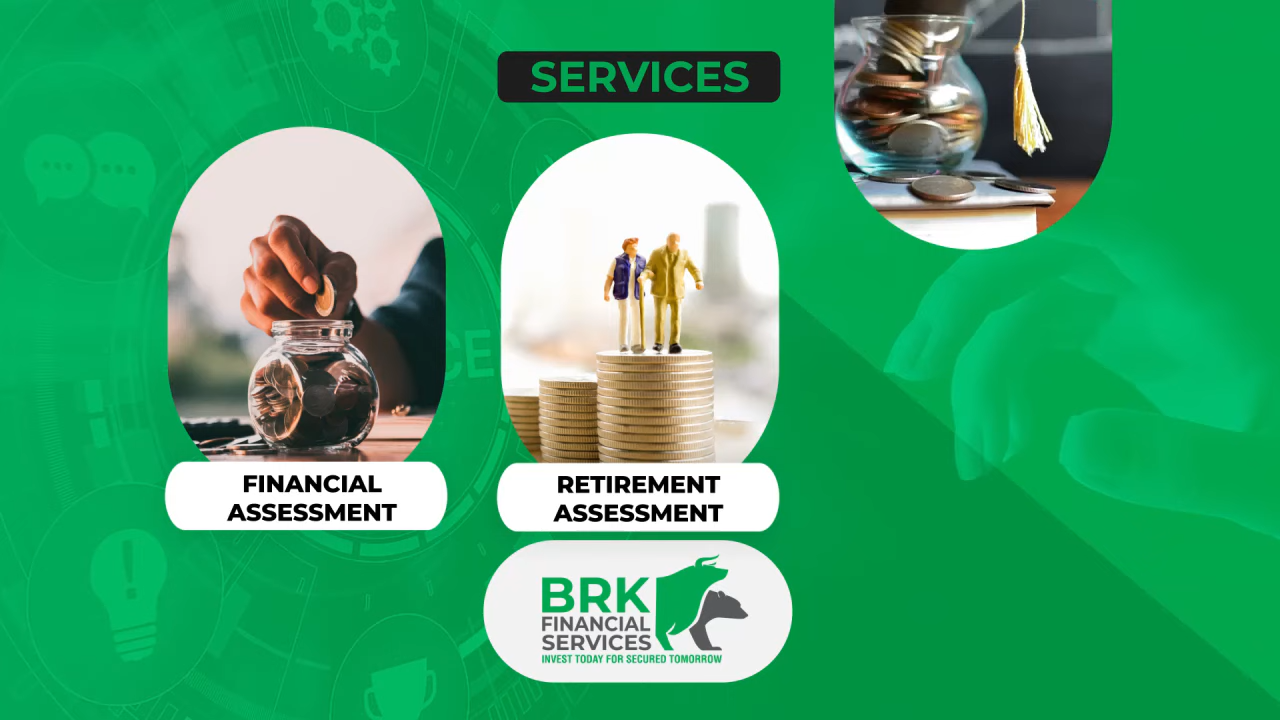 SERVICES
FINANCIAL
ASSESSMENT
RETIREMENT
ASSESSMENT
BRK
FINANCIAL
SERVICES
INVEST TODAY FOR SECURED TOMORROW